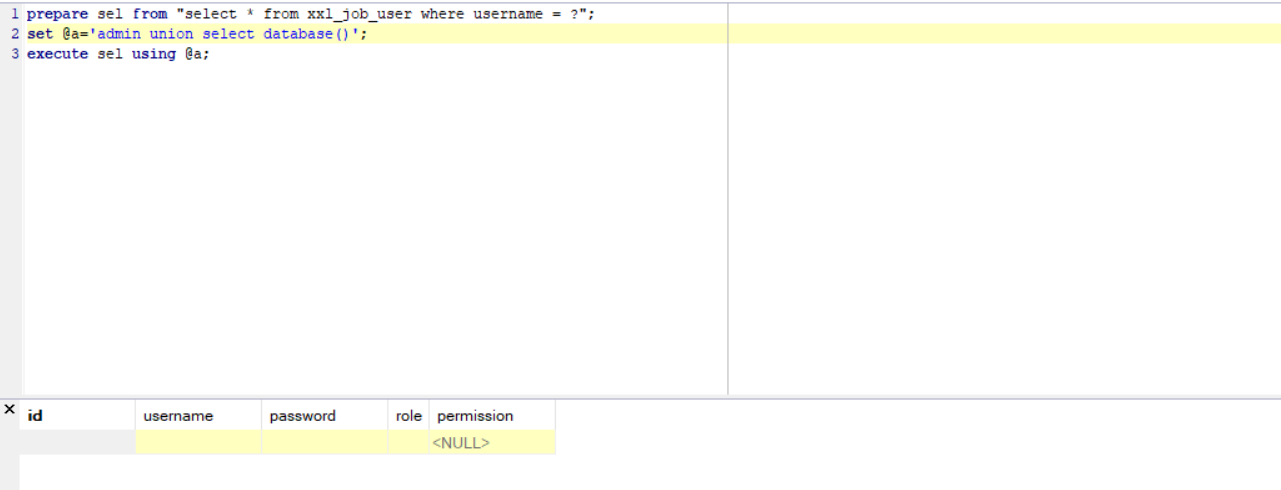 1 prepare sel from "select * from xxl_job_user where username = ?";
2 set @a='admin union select database()';
3 execute sel using @a;
× id username password role permission
<NULL>